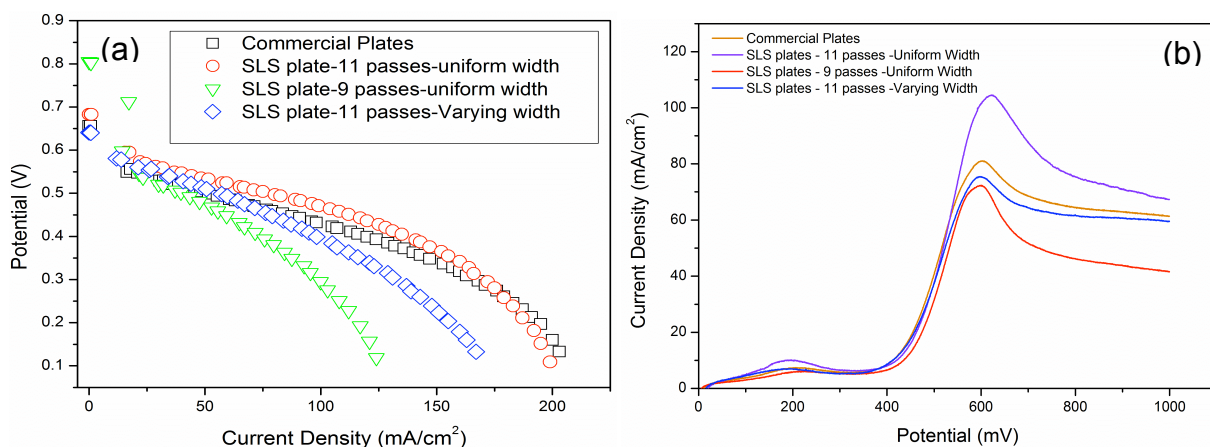 (a)
Commercial Plates
SLS plate-11 passes-uniform width
SLS plate-9 passes-uniform width
SLS plate-11 passes-Varying width
0.9
0.8
0.7
0.6
0.5
0.4
0.3
0.2
0.1
Potential (V)
0 50 100 150 200
Current Density (mA/cm²)
(b)
Commercial Plates
SLS plates - 11 passes -Uniform Width
SLS plates - 9 passes -Uniform Width
SLS plates - 11 passes -Varying Width
120
100
80
60
40
20
0
Current Density (mA/cm²)
0 200 400 600 800 1000
Potential (mV)